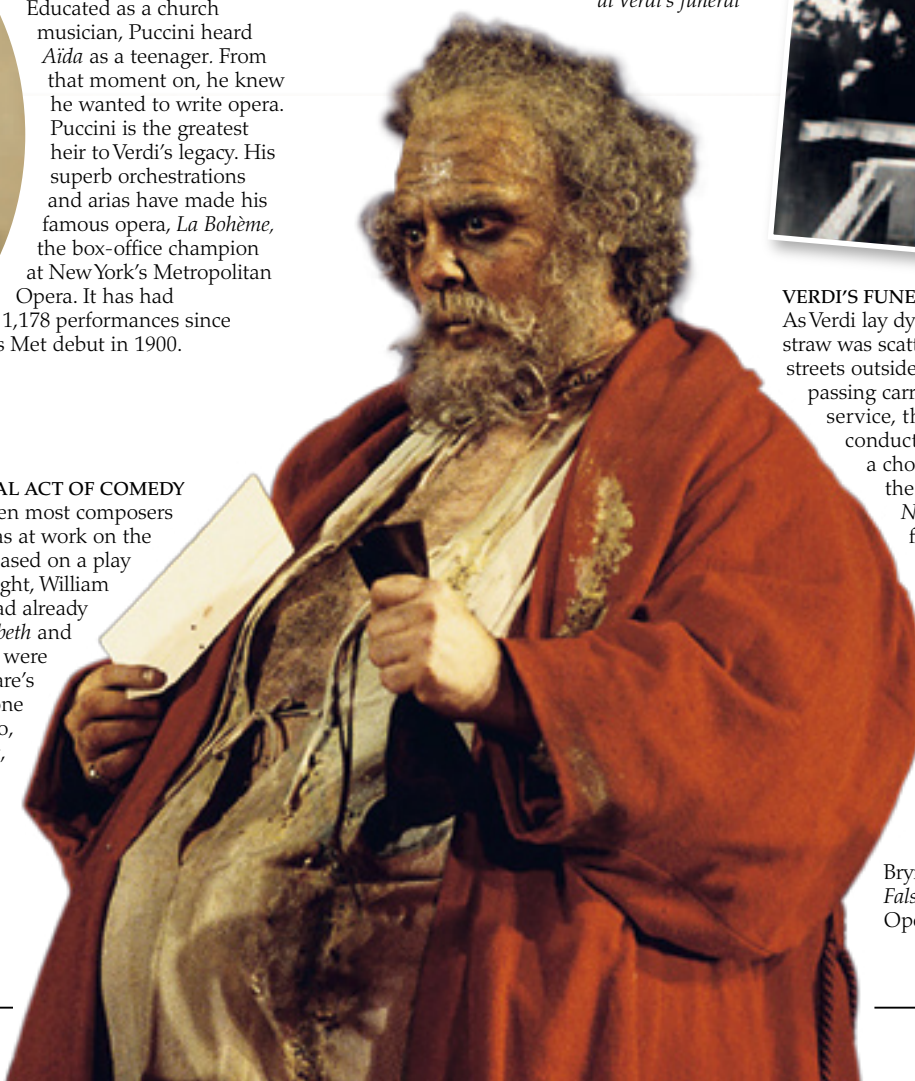 at Verdi's funeral
Educated as a church
musician, Puccini heard
Aïda as a teenager. From
that moment on, he knew
he wanted to write opera.
Puccini is the greatest
heir to Verdi's legacy. His
superb orchestrations
and arias have made his
famous opera, La Bohème,
the box-office champion
at New York's Metropolitan
Opera. It has had
1,178 performances since
s Met debut in 1900.
AL ACT OF COMEDY
en most composers
as at work on the
ased on a play
ght, William
ad already
beth and
were
are's
one
o,
,
VERDI'S FUNE
As Verdi lay dy
straw was scatt
streets outside
passing carr
service, th
conduct
a cho
the
N
f
Bry
Fals
Ope